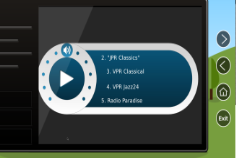 2. "JPR Classics"
3. VPR Classical
4. VPR Jazz24
5. Radio Paradise
Exit